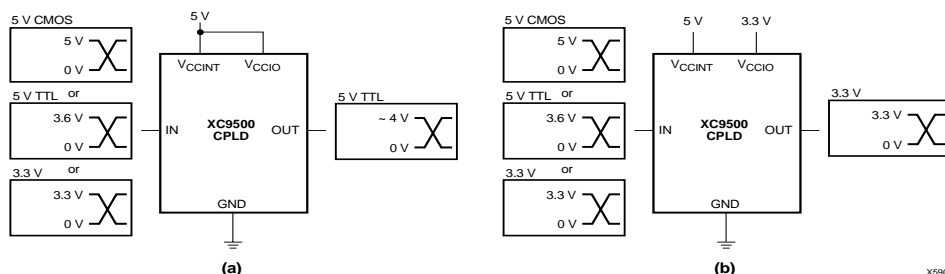 5 V CMOS
5 V
0 V
or
5 V TTL
3.6 V
0 V
or
3.3 V
3.3 V
0 V
5 V
VCCINT VCCIO
IN XC9500 CPLD OUT
GND
5 V TTL
~ 4 V
0 V
(a)
5 V CMOS
5 V
0 V
or
5 V TTL
3.6 V
0 V
or
3.3 V
3.3 V
0 V
5 V 3.3 V
VCCINT VCCIO
IN XC9500 CPLD OUT
GND
3.3 V
3.3 V
0 V
(b)